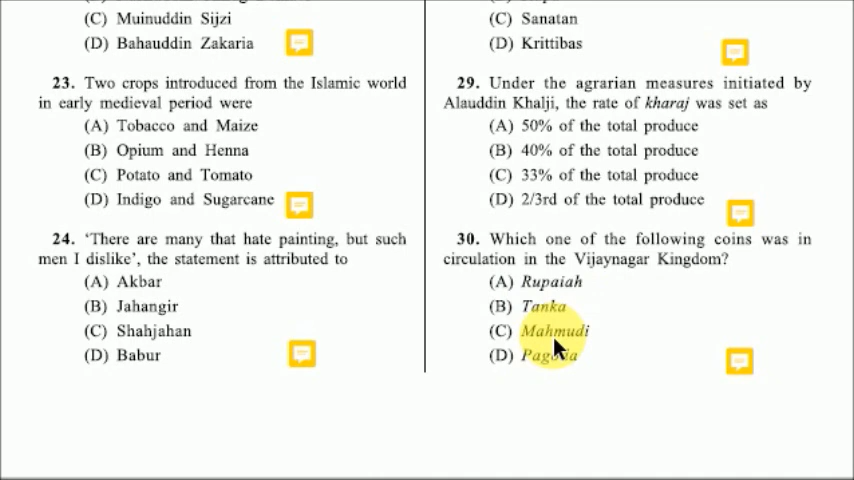 (C) Muinuddin Sijzi
(D) Bahauddin Zakaria
23. Two crops introduced from the Islamic world
in early medieval period were
(A) Tobacco and Maize
(B) Opium and Henna
(C) Potato and Tomato
(D) Indigo and Sugarcane
24. ‘There are many that hate painting, but such
men I dislike’, the statement is attributed to
(A) Akbar
(B) Jahangir
(C) Shahjahan
(D) Babur
(C) Sanatan
(D) Krittibas
29. Under the agrarian measures initiated by
Alauddin Khalji, the rate of kharaj was set as
(A) 50% of the total produce
(B) 40% of the total produce
(C) 33% of the total produce
(D) 2/3rd of the total produce
30. Which one of the following coins was in
circulation in the Vijaynagar Kingdom?
(A) Rupaiah
(B) Tanka
(C) Mahmudi
(D) Pagoda